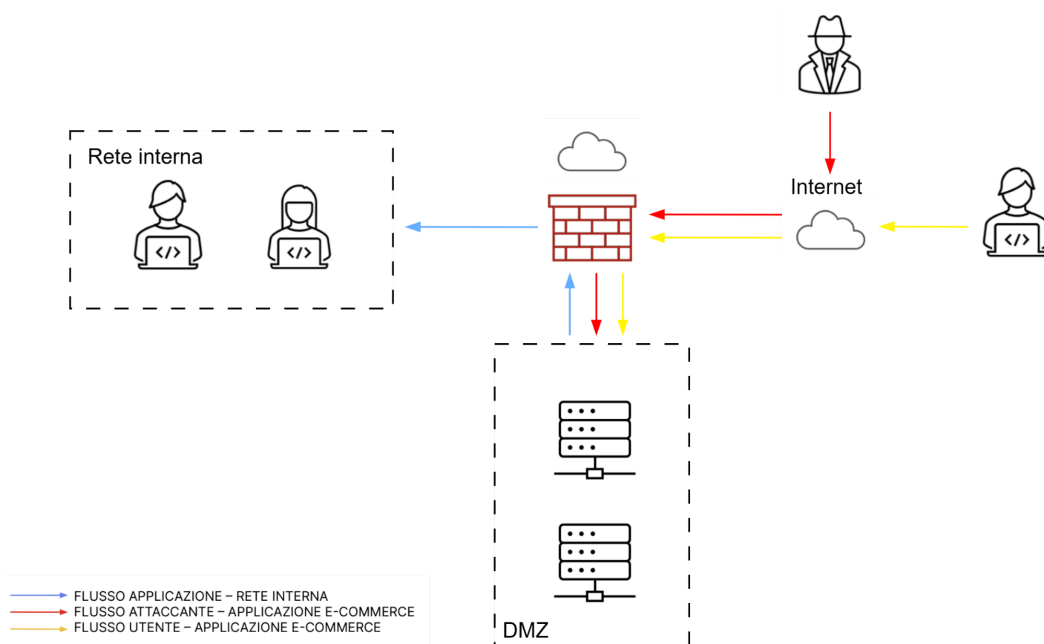 Rete interna
Internet
</>
</>
</>
FLUSSO APPLICAZIONE – RETE INTERNA
FLUSSO ATTACCANTE – APPLICAZIONE E-COMMERCE
FLUSSO UTENTE – APPLICAZIONE E-COMMERCE
DMZ